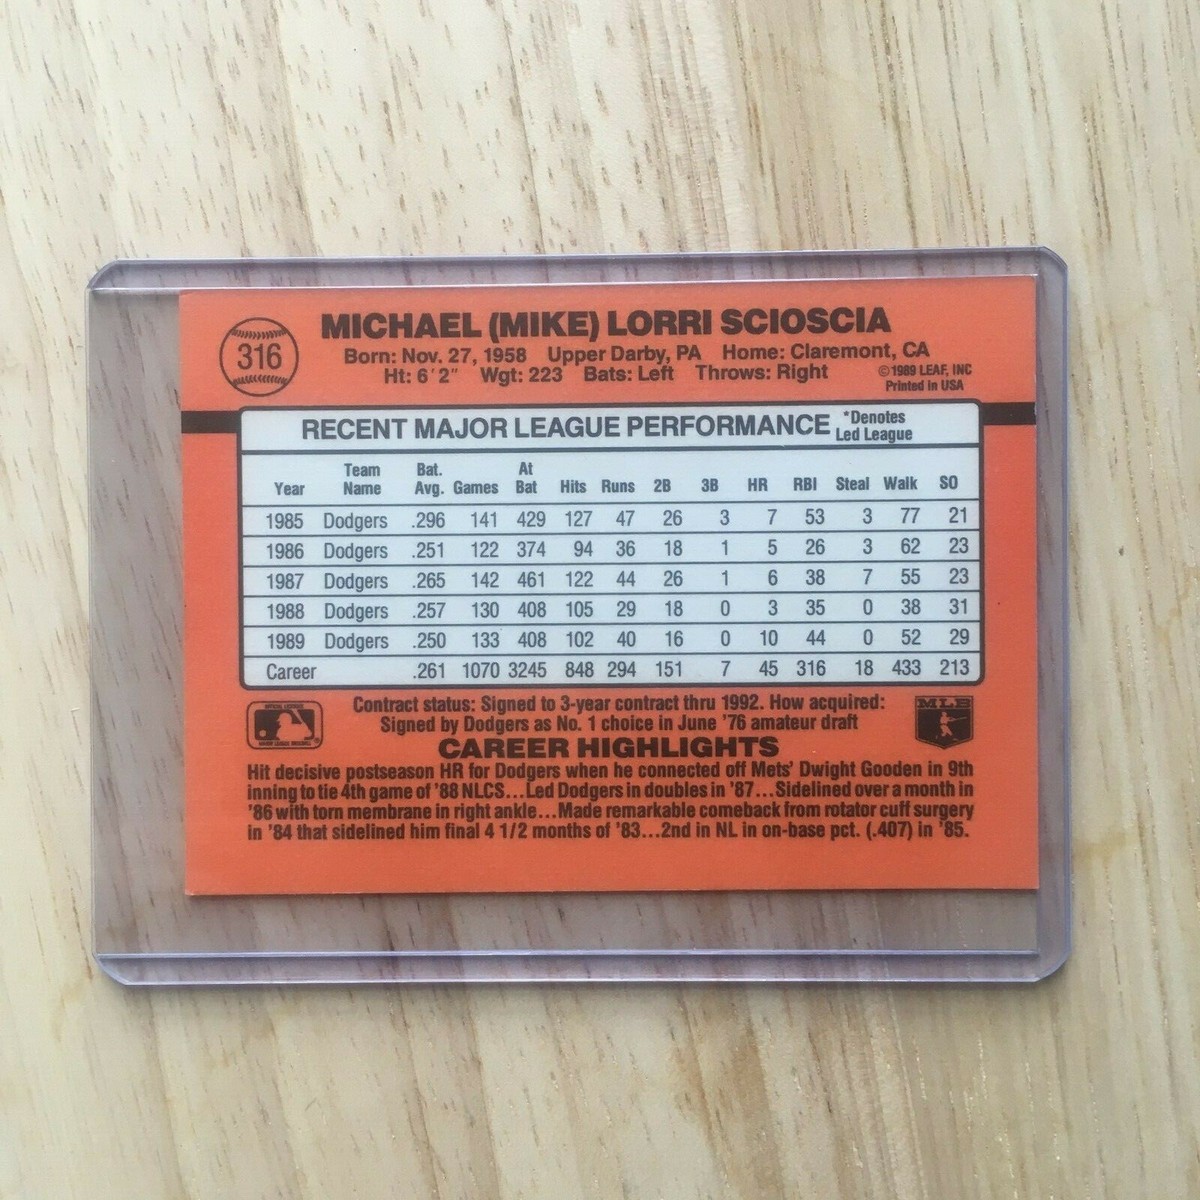 316
MICHAEL (MIKE) LORRI SCIOSCIA
Born: Nov. 27, 1958 Upper Darby, PA Home: Claremont, CA
Ht: 6'2" Wgt: 223 Bats: Left Throws: Right
©1989 LEAF, INC
Printed in USA
RECENT MAJOR LEAGUE PERFORMANCE *Denotes
Led League
Year Team Name Bat. Avg. Games At Bat Hits Runs 2B 3B HR RBI Steal Walk SO
1985 Dodgers .296 141 429 127 47 26 3 7 53 3 77 21
1986 Dodgers .251 122 374 94 36 18 1 5 26 3 62 23
1987 Dodgers .265 142 461 122 44 26 1 6 38 7 55 23
1988 Dodgers .257 130 408 105 29 18 0 3 35 0 38 31
1989 Dodgers .250 133 408 102 40 16 0 10 44 0 52 29
Career .261 1070 3245 848 294 151 7 45 316 18 433 213
Contract status: Signed to 3-year contract thru 1992. How acquired:
Signed by Dodgers as No. 1 choice in June '76 amateur draft
MLB
CAREER HIGHLIGHTS
Hit decisive postseason HR for Dodgers when he connected off Mets' Dwight Gooden in 9th
inning to tie 4th game of '88 NLCS...Led Dodgers in doubles in '87...Sidelined over a month in
'86 with torn membrane in right ankle...Made remarkable comeback from rotator cuff surgery
in '84 that sidelined him final 4 1/2 months of '83...2nd in NL in on-base pct. (.407) in '85.